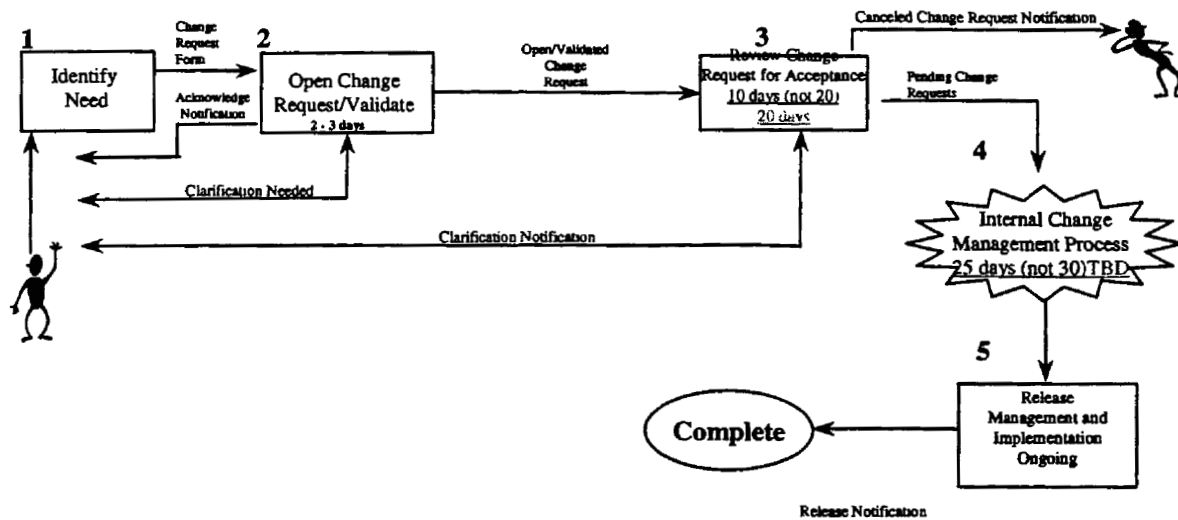 1
Identify
Need
Change
Request
Form
Acknowledge
Notification
2
Open Change
Request/Validate
2 - 3 days
Open/Validated
Change
Request
3
Review Change
Request for Acceptance
10 days (not 20)
20 days
Canceled Change Request Notification
Pending Change
Requests
Clarification Needed
Clarification Notification
4
Internal Change
Management Process
25 days (not 30)TBD
5
Release
Management and
Implementation
Ongoing
Complete
Release Notification